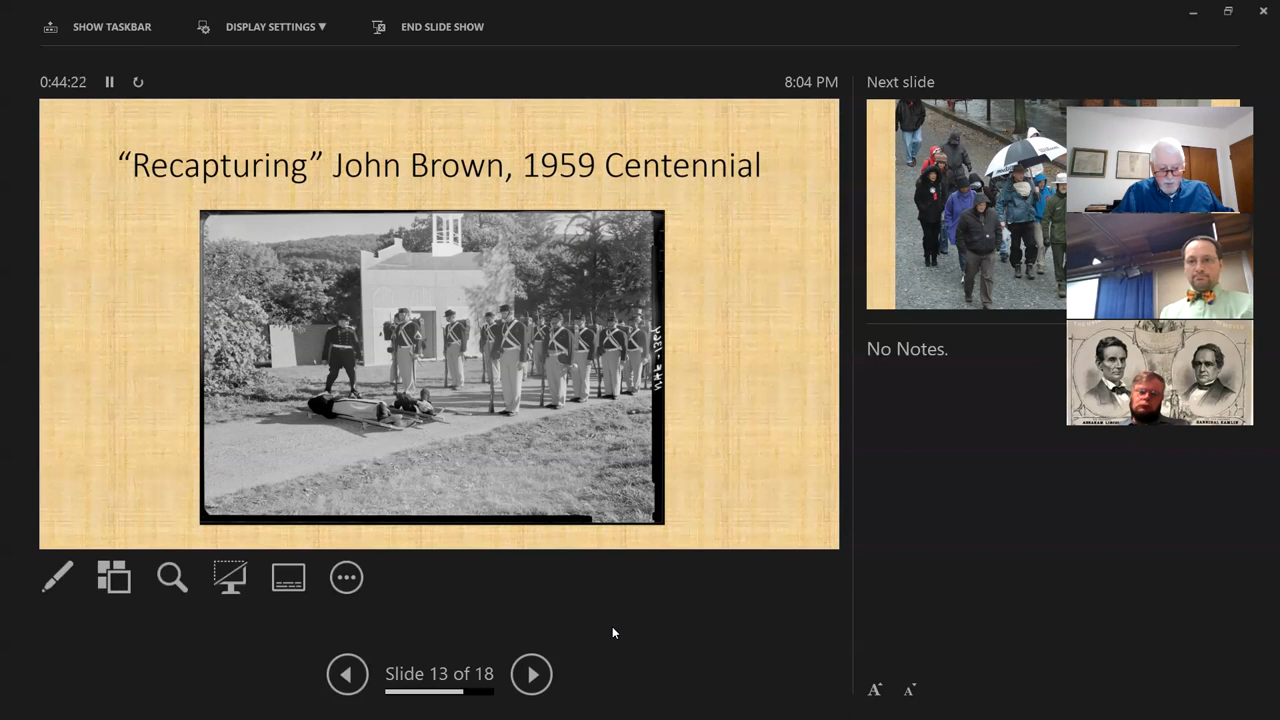 SHOW TASKBAR
DISPLAY SETTINGS ▼
END SLIDE SHOW
0:44:22
8:04 PM
Next slide
“Recapturing” John Brown, 1959 Centennial
No Notes.
ABRAHAM LINCOLN
HANNIBAL HAMLIN
Slide 13 of 18
A A